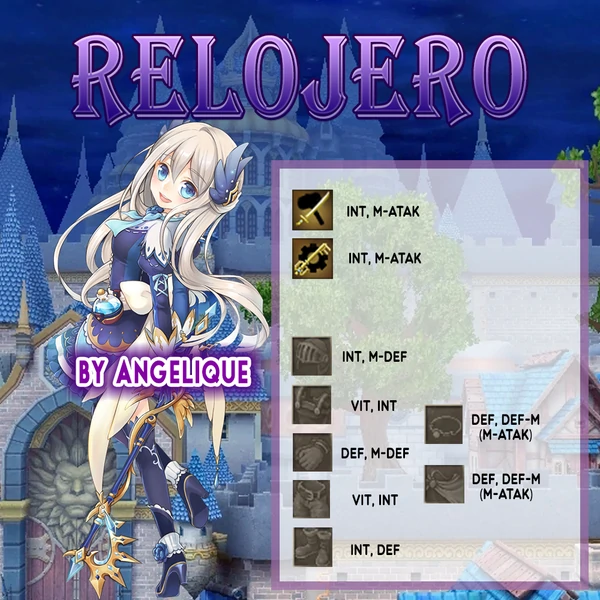 RELOJERO
INT, M-ATAK
INT, M-ATAK
INT, M-DEF
BY ANGELIQUE
VIT, INT
DEF, DEF-M
(M-ATAK)
DEF, M-DEF
DEF, DEF-M
(M-ATAK)
VIT, INT
INT, DEF